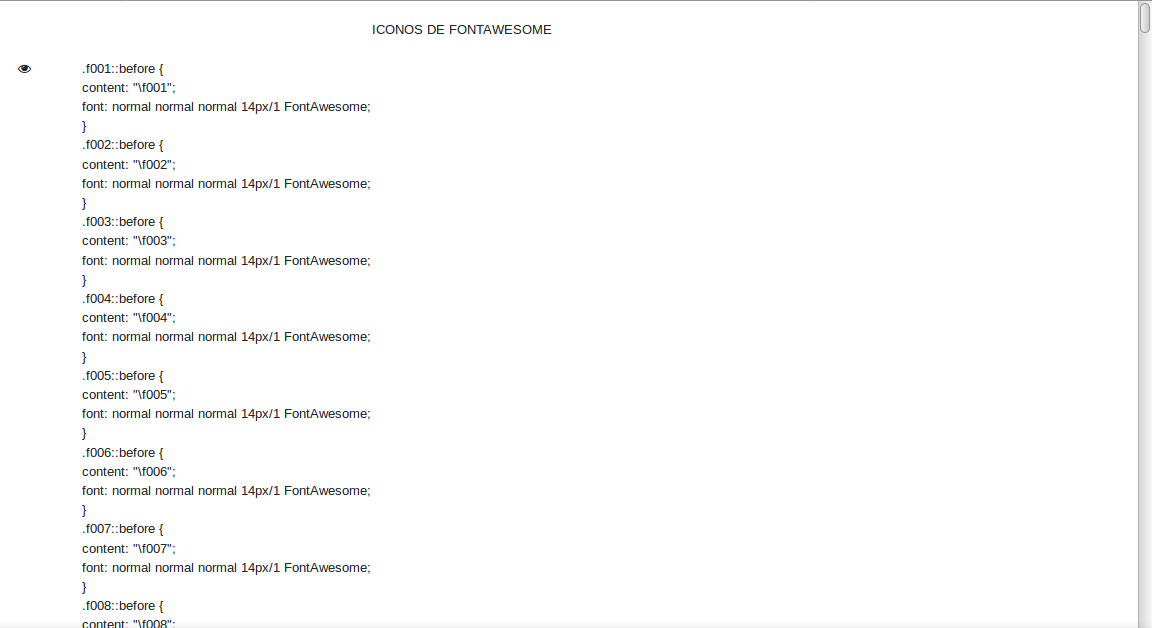 ICONOS DE FONTAWESOME
.f001::before {
content: "\f001";
font: normal normal normal 14px/1 FontAwesome;
}
.f002::before {
content: "\f002";
font: normal normal normal 14px/1 FontAwesome;
}
.f003::before {
content: "\f003";
font: normal normal normal 14px/1 FontAwesome;
}
.f004::before {
content: "\f004";
font: normal normal normal 14px/1 FontAwesome;
}
.f005::before {
content: "\f005";
font: normal normal normal 14px/1 FontAwesome;
}
.f006::before {
content: "\f006";
font: normal normal normal 14px/1 FontAwesome;
}
.f007::before {
content: "\f007";
font: normal normal normal 14px/1 FontAwesome;
}
.f008::before {
content: "\f008";